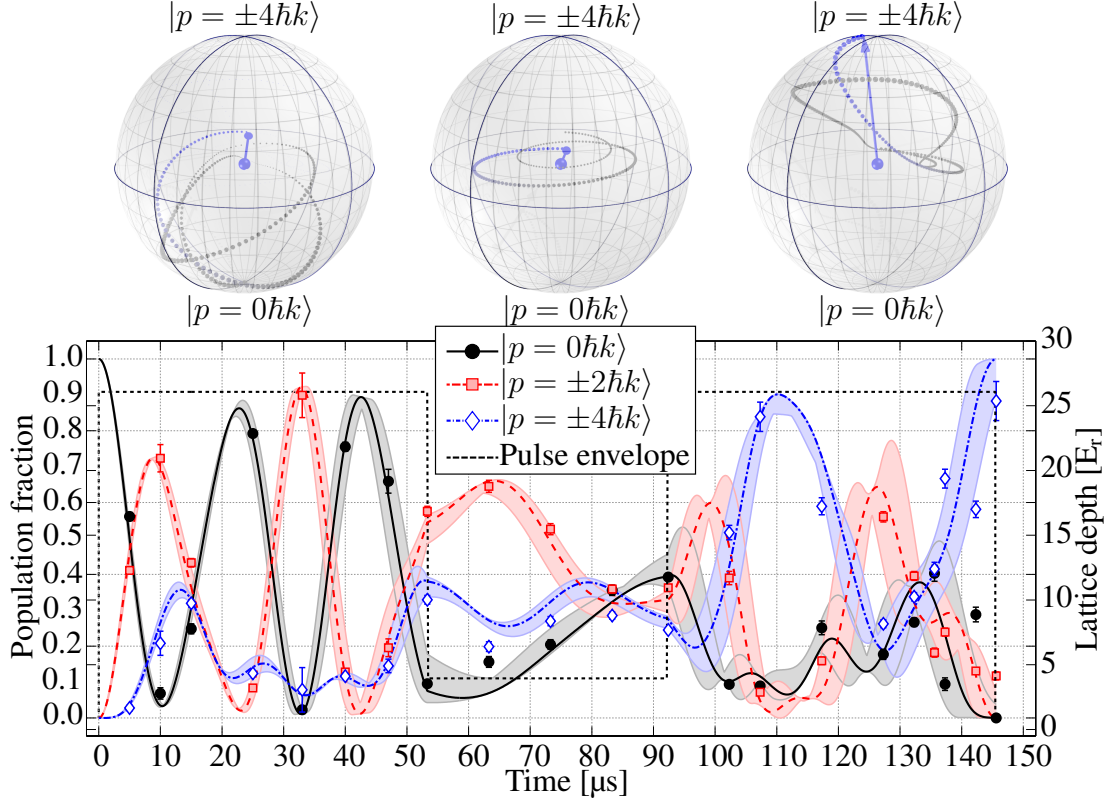 |p = ±4ħk⟩ |p = ±4ħk⟩ |p = ±4ħk⟩
|p = 0ħk⟩ |p = 0ħk⟩ |p = 0ħk⟩
|p = 0ħk⟩
|p = ±2ħk⟩
|p = ±4ħk⟩
Pulse envelope
Population fraction
1.0
0.9
0.8
0.7
0.6
0.5
0.4
0.3
0.2
0.1
0.0
30
25
20
15
10
5
0
Lattice depth [E_r]
0 10 20 30 40 50 60 70 80 90 100 110 120 130 140 150
Time [μs]